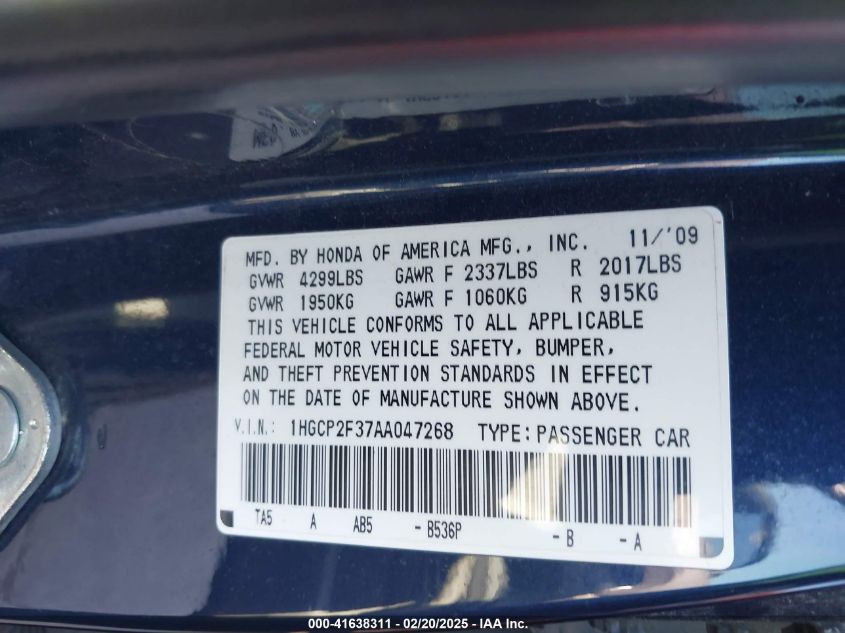 MFD. BY HONDA OF AMERICA MFG., INC. 11/'09
GVWR 4299LBS GAWR F 2337LBS R 2017LBS
GVWR 1950KG GAWR F 1060KG R 915KG
THIS VEHICLE CONFORMS TO ALL APPLICABLE
FEDERAL MOTOR VEHICLE SAFETY, BUMPER,
AND THEFT PREVENTION STANDARDS IN EFFECT
ON THE DATE OF MANUFACTURE SHOWN ABOVE.
V.I.N.: 1HGCP2F37AA047268 TYPE: PASSENGER CAR
TA5 A AB5 - B536P - B - A
000-41638311 - 02/20/2025 - IAA Inc.